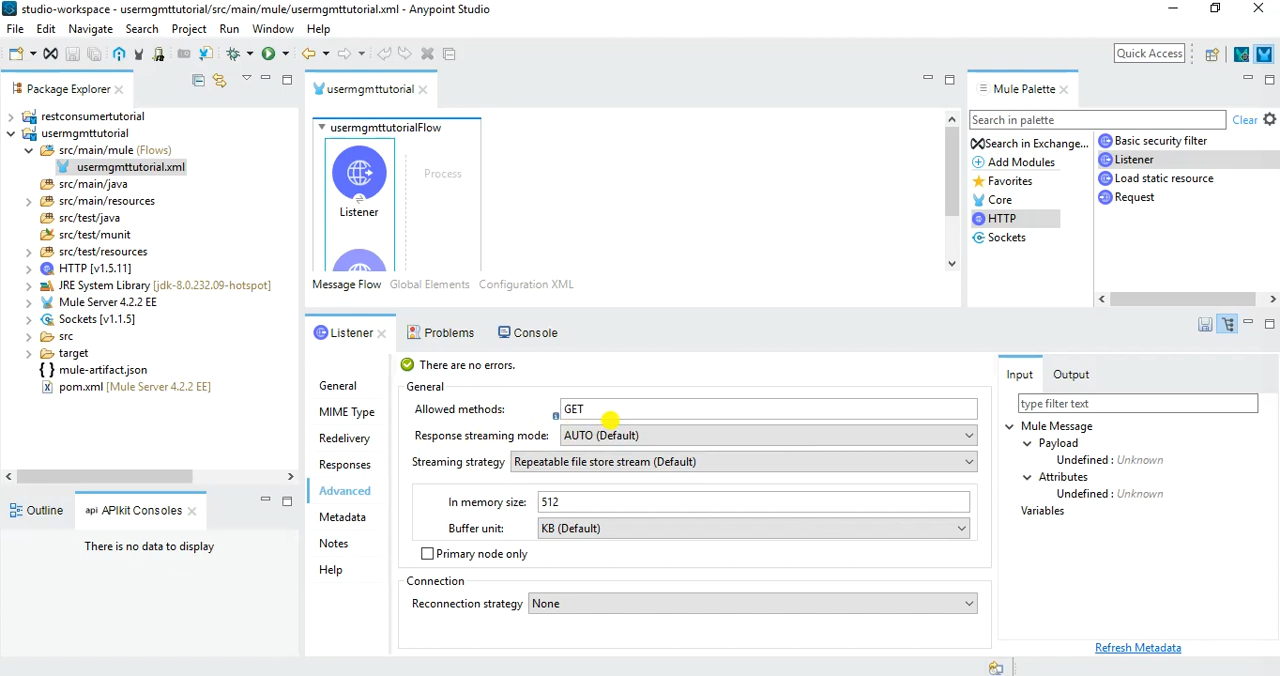 studio-workspace - usermgmttutorial/src/main/mule/usermgmttutorial.xml - Anypoint Studio
File Edit Navigate Search Project Run Window Help
Quick Access
Package Explorer
restconsumertutorial
usermgmttutorial
src/main/mule (Flows)
usermgmttutorial.xml
src/main/java
src/main/resources
src/test/java
src/test/munit
src/test/resources
HTTP [v1.5.11]
JRE System Library [jdk-8.0.232.09-hotspot]
Mule Server 4.2.2 EE
Sockets [v1.1.5]
src
target
mule-artifact.json
pom.xml [Mule Server 4.2.2 EE]
Outline
api APIkit Consoles
There is no data to display
usermgmttutorial
usermgmttutorialFlow
Process
Listener
Message Flow Global Elements Configuration XML
Mule Palette
Search in palette
Clear
Search in Exchange...
Add Modules
Favorites
Core
HTTP
Sockets
Basic security filter
Listener
Load static resource
Request
Listener
Problems
Console
There are no errors.
General
MIME Type
Redelivery
Responses
Advanced
Metadata
Notes
Help
General
Allowed methods: GET
Response streaming mode: AUTO (Default)
Streaming strategy Repeatable file store stream (Default)
In memory size: 512
Buffer unit: KB (Default)
Primary node only
Connection
Reconnection strategy None
Input Output
type filter text
Mule Message
Payload
Undefined : Unknown
Attributes
Undefined : Unknown
Variables
Refresh Metadata